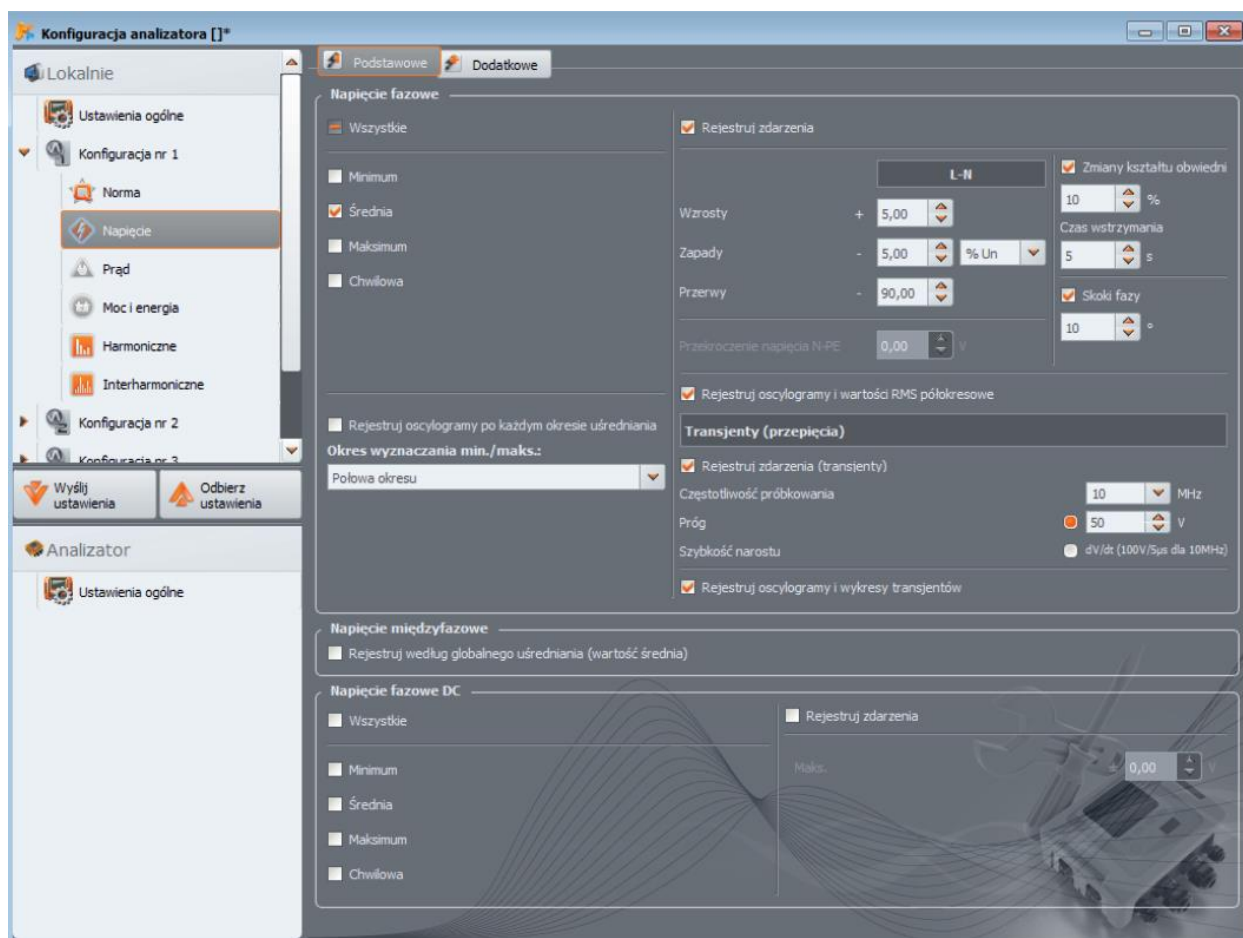 Konfiguracja analizatora []*
Lokalnie
Ustawienia ogólne
Konfiguracja nr 1
Norma
Napięcie
Prąd
Moc i energia
Harmoniczne
Interharmoniczne
Konfiguracja nr 2
Konfiguracja nr 3
Wyślij ustawienia
Odbierz ustawienia
Analizator
Ustawienia ogólne
Podstawowe
Dodatkowe
Napięcie fazowe
Wszystkie
Minimum
Średnia
Maksimum
Chwilowa
Rejestruj oscylogramy po każdym okresie uśredniania
Okres wyznaczania min./maks.:
Połowa okresu
Rejestruj zdarzenia
L-N
Wzrosty + 5,00
Zapady - 5,00 % Un
Przerwy - 90,00
Przekroczenie napięcia N-PE 0,00 V
Zmiany kształtu obwiedni
10 %
Czas wstrzymania
5 s
Skoki fazy
10 °
Rejestruj oscylogramy i wartości RMS półokresowe
Transjenty (przepięcia)
Rejestruj zdarzenia (transjenty)
Częstotliwość próbkowania 10 MHz
Próg 50 V
Szybkość narostu dV/dt (100V/5µs dla 10MHz)
Rejestruj oscylogramy i wykresy transjentów
Napięcie międzyfazowe
Rejestruj według globalnego uśredniania (wartość średnia)
Napięcie fazowe DC
Wszystkie
Minimum
Średnia
Maksimum
Chwilowa
Rejestruj zdarzenia
Maks. ± 0,00 V